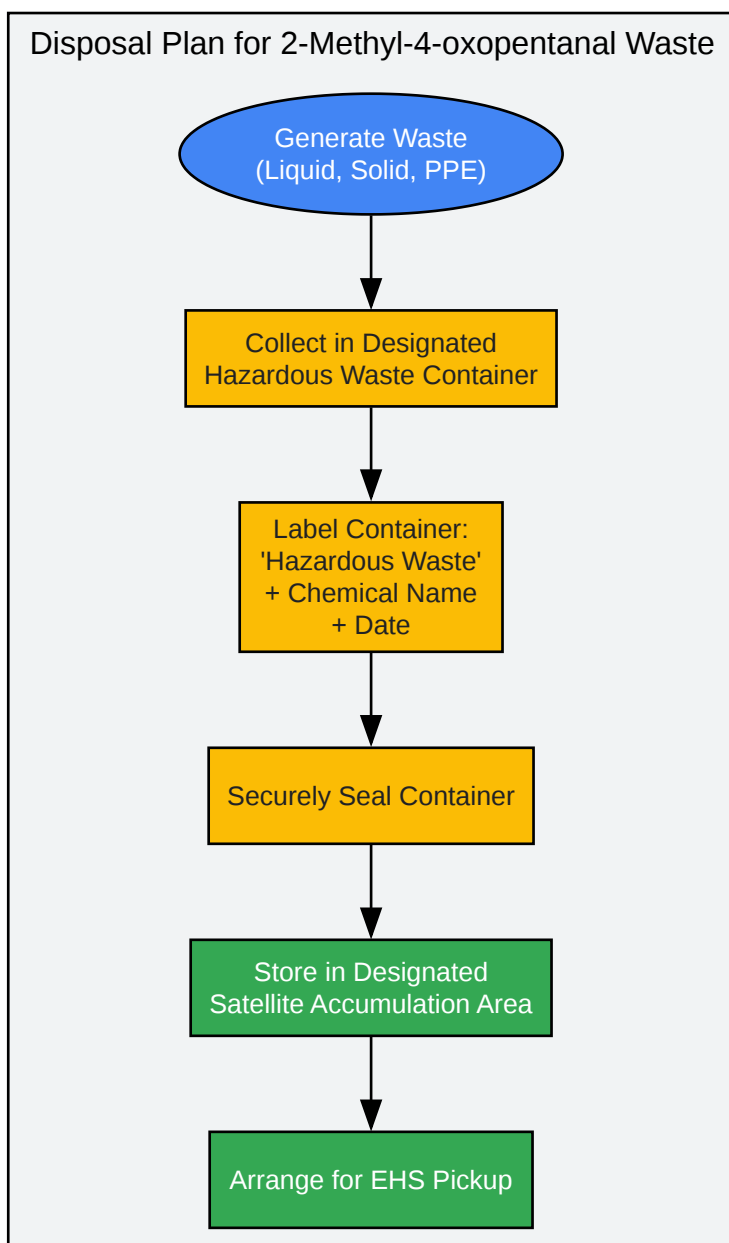 Disposal Plan for 2-Methyl-4-oxopentanal Waste
Generate Waste
(Liquid, Solid, PPE)
Collect in Designated
Hazardous Waste Container
Label Container:
'Hazardous Waste'
+ Chemical Name
+ Date
Securely Seal Container
Store in Designated
Satellite Accumulation Area
Arrange for EHS Pickup